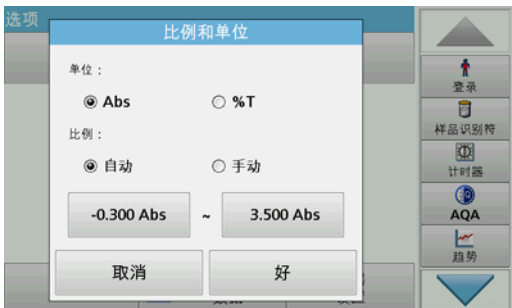 选项
比例和单位
单位：
Abs
%T
比例：
自动
手动
-0.300 Abs ~ 3.500 Abs
取消
好
登录
样品识别符
计时器
AQA
趋势